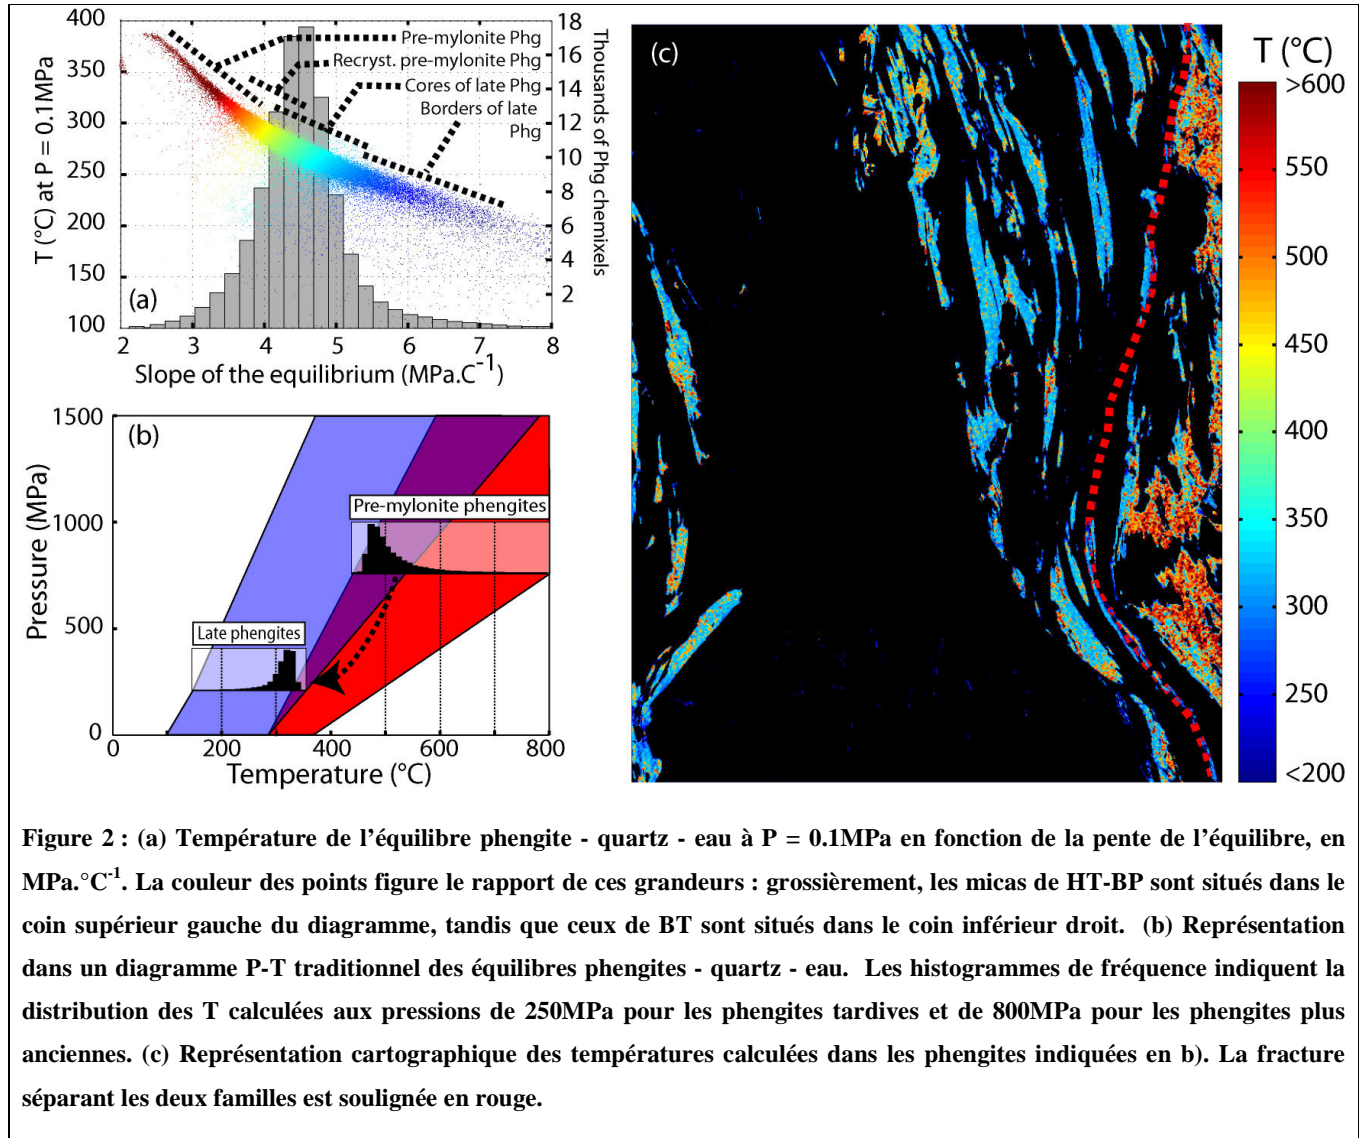 400
350
300
250
200
150
100
T (°C) at P = 0.1MPa
Pre-mylonite Phg
Recryst. pre-mylonite Phg
Cores of late Phg
Borders of late
Phg
18
16
14
12
10
8
6
4
2
Thousands of Phg chemixels
(a)
2 3 4 5 6 7 8
Slope of the equilibrium (MPa.C-1)
1500
1000
500
0
Pressure (MPa)
(b)
Pre-mylonite phengites
Late phengites
0 200 400 600 800
Temperature (°C)
(c)
T (°C)
>600
550
500
450
400
350
300
250
<200
Figure 2 : (a) Température de l’équilibre phengite - quartz - eau à P = 0.1MPa en fonction de la pente de l’équilibre, en
MPa.°C-1. La couleur des points figure le rapport de ces grandeurs : grossièrement, les micas de HT-BP sont situés dans le
coin supérieur gauche du diagramme, tandis que ceux de BT sont situés dans le coin inférieur droit. (b) Représentation
dans un diagramme P-T traditionnel des équilibres phengites - quartz - eau. Les histogrammes de fréquence indiquent la
distribution des T calculées aux pressions de 250MPa pour les phengites tardives et de 800MPa pour les phengites plus
anciennes. (c) Représentation cartographique des températures calculées dans les phengites indiquées en b). La fracture
séparant les deux familles est soulignée en rouge.